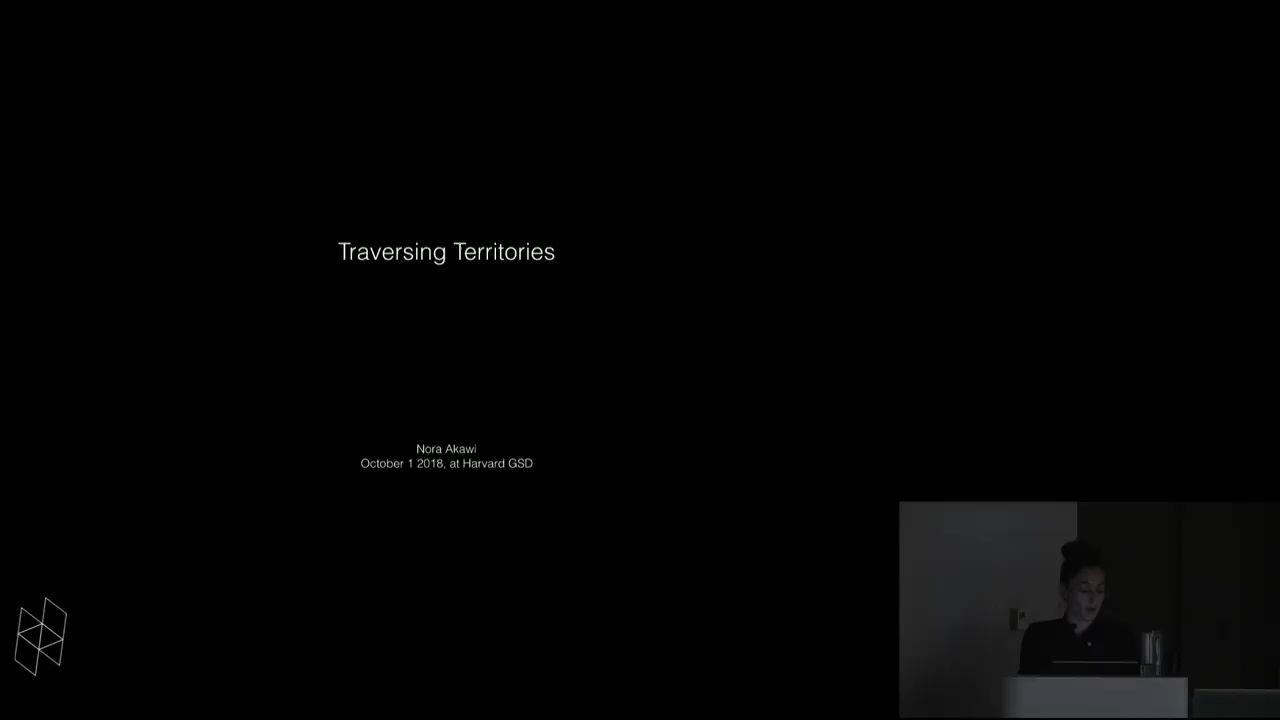 Traversing Territories
Nora Akawi
October 1 2018, at Harvard GSD